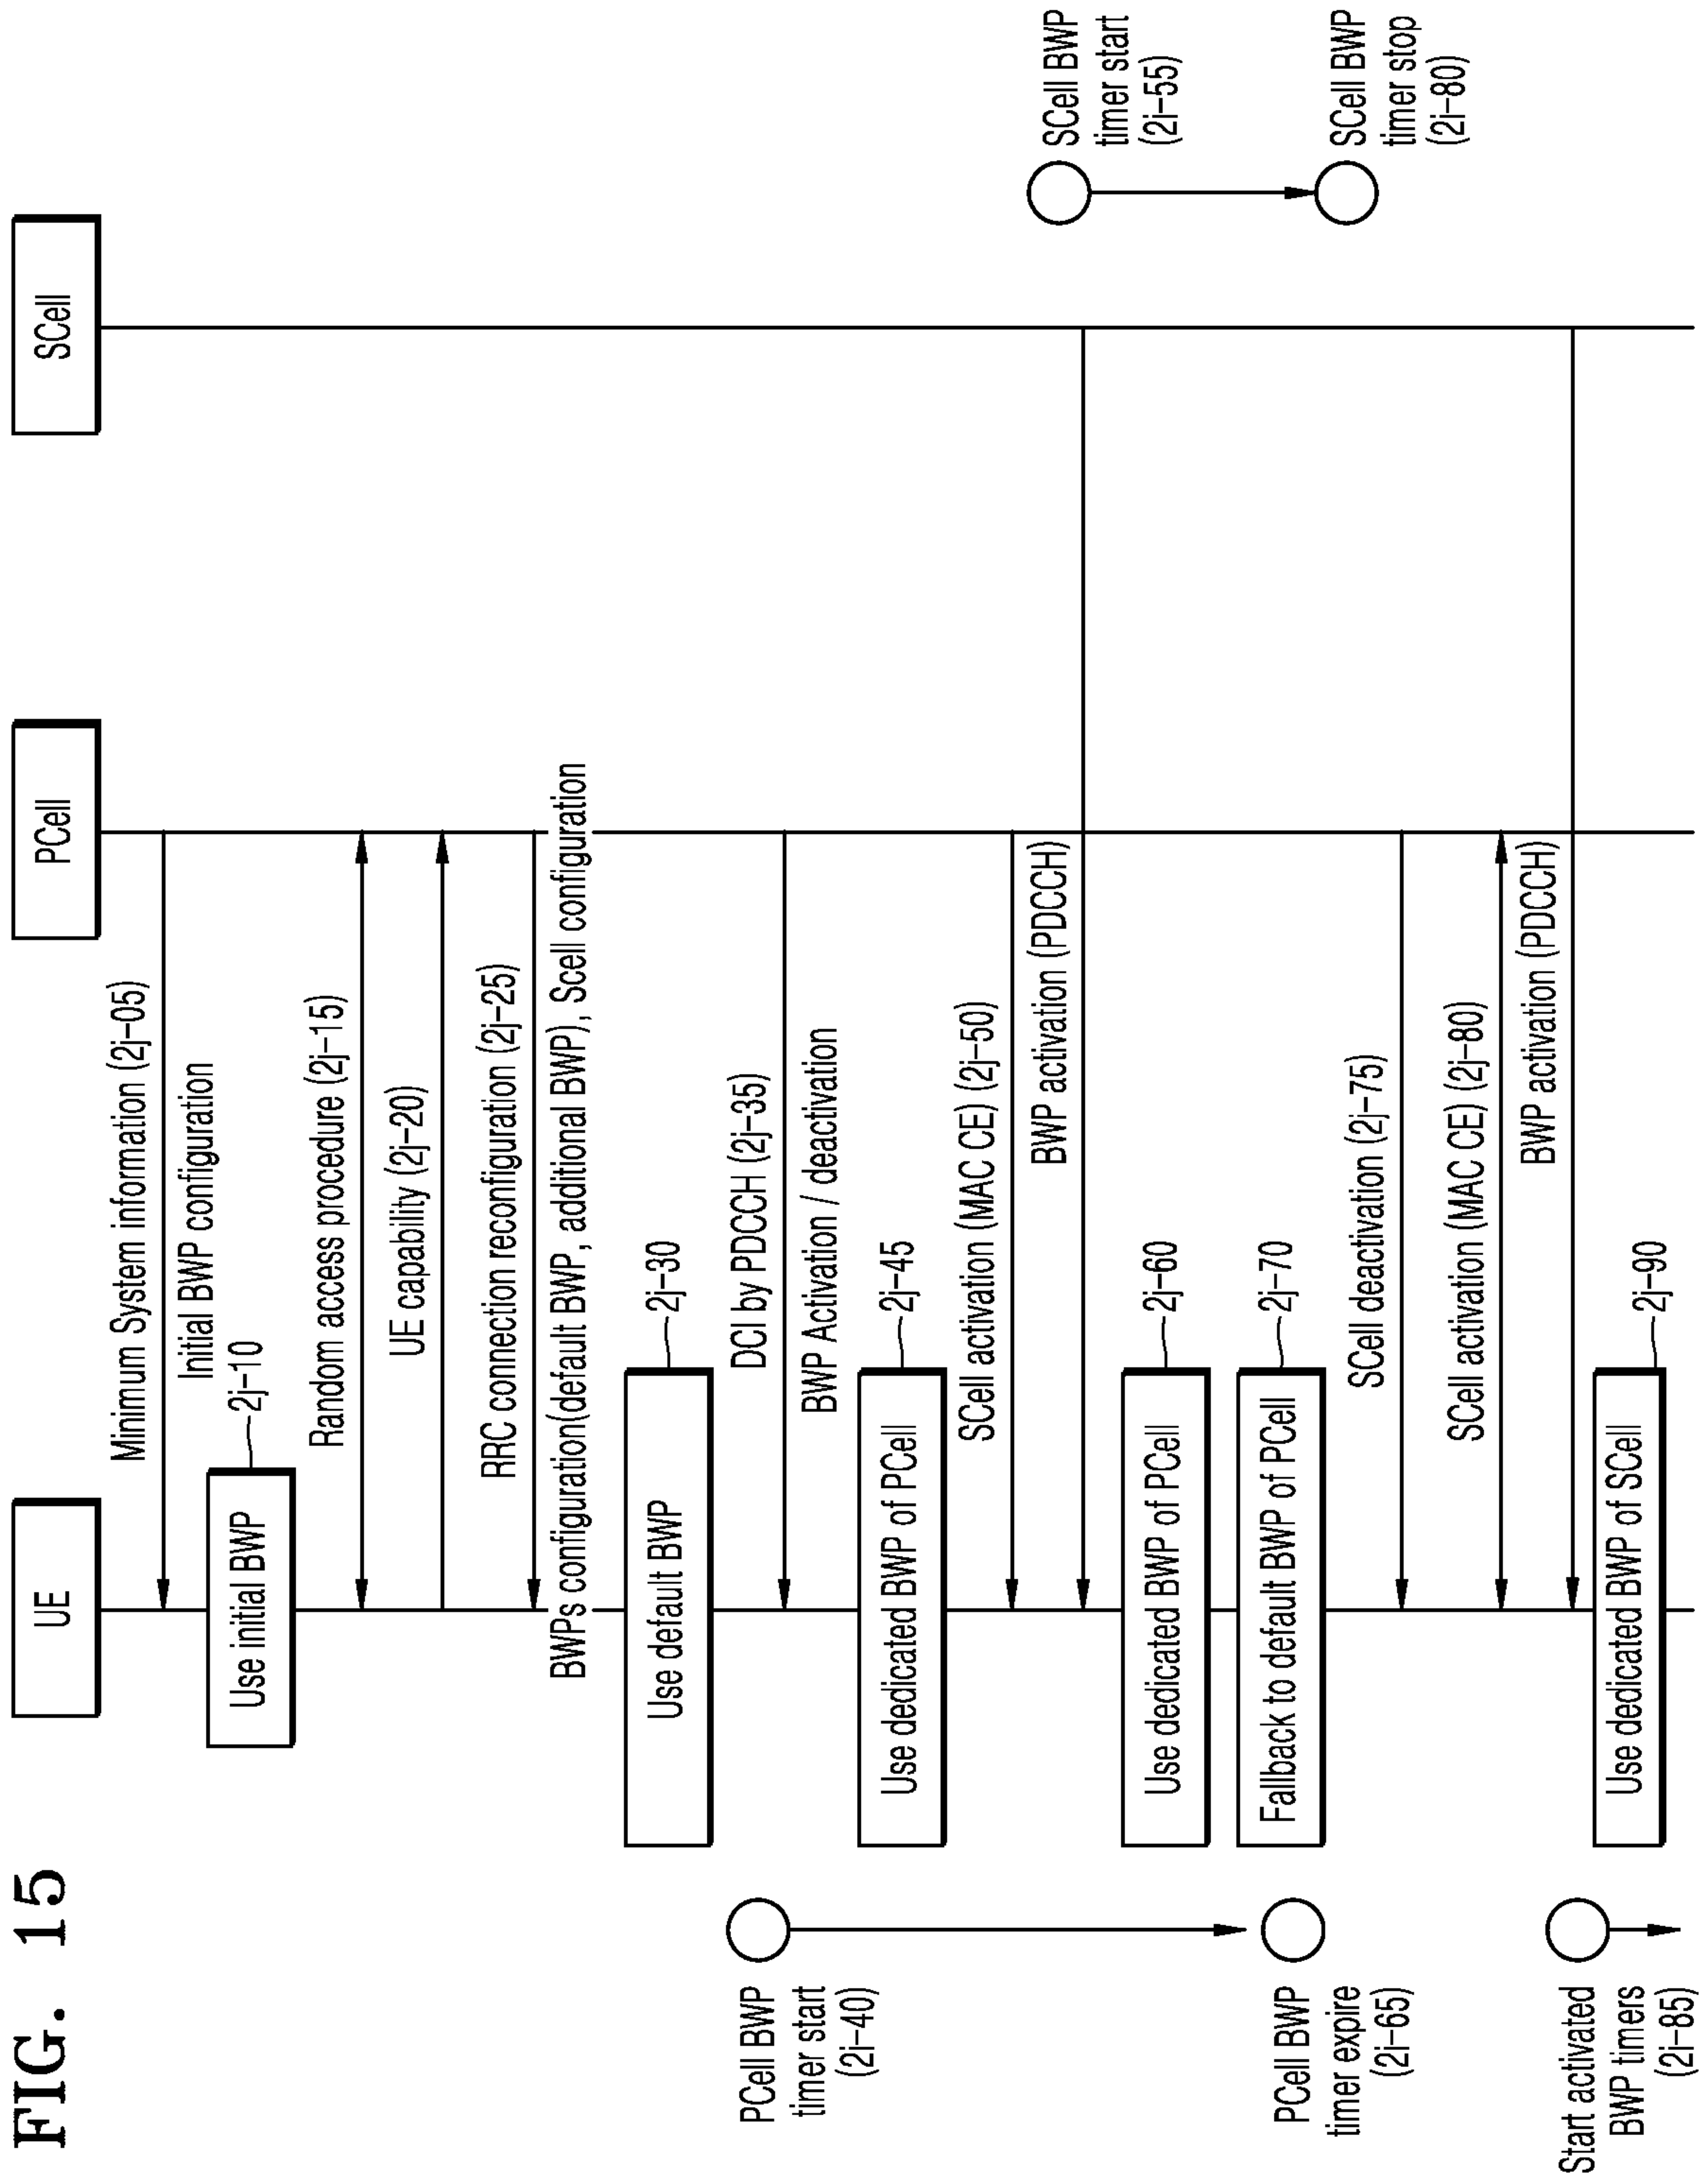 FIG. 15
UE
PCell
SCell
Minimum System information (2j-05)
Initial BWP configuration
Use initial BWP
2j-10
Random access procedure (2j-15)
UE capability (2j-20)
RRC connection reconfiguration (2j-25)
BWPs configuration(default BWP, additional BWP), Scell configuration
Use default BWP
2j-30
DCI by PDCCH (2j-35)
BWP Activation / deactivation
PCell BWP
timer start
(2i-40)
Use dedicated BWP of PCell
2j-45
SCell activation (MAC CE) (2j-50)
BWP activation (PDCCH)
SCell BWP
timer start
(2i-55)
Use dedicated BWP of PCell
2j-60
PCell BWP
timer expire
(2i-65)
Fallback to default BWP of PCell
2j-70
SCell deactivation (2j-75)
SCell BWP
timer stop
(2i-80)
SCell activation (MAC CE) (2j-80)
BWP activation (PDCCH)
Start activated
BWP timers
(2i-85)
Use dedicated BWP of SCell
2j-90